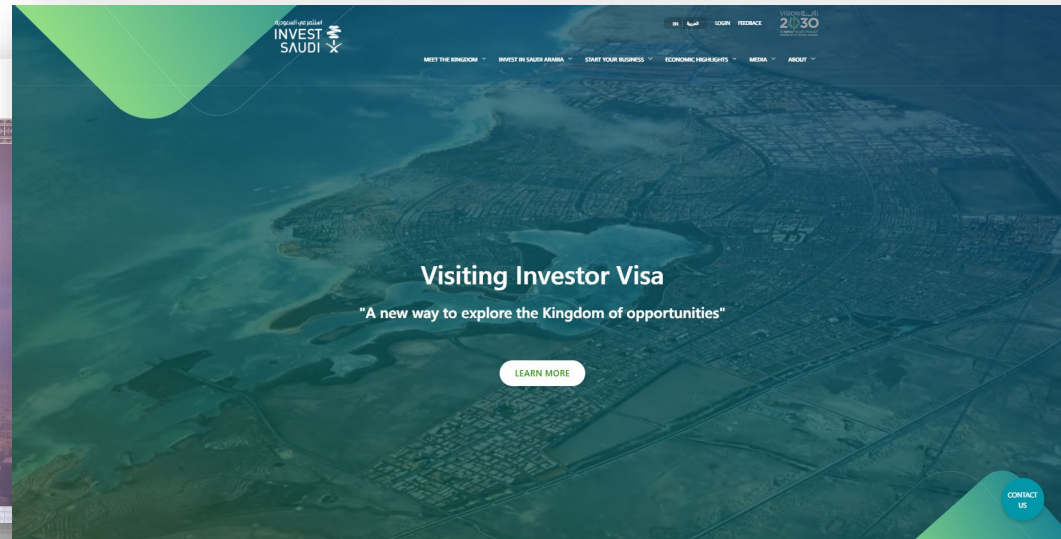 استثمر في السعودية
INVEST
SAUDI
EN العربية LOGIN FEEDBACK
VISION رؤية
2030
MEET THE KINGDOM INVEST IN SAUDI ARABIA START YOUR BUSINESS ECONOMIC HIGHLIGHTS MEDIA ABOUT
Visiting Investor Visa
"A new way to explore the Kingdom of opportunities"
LEARN MORE
CONTACT
US